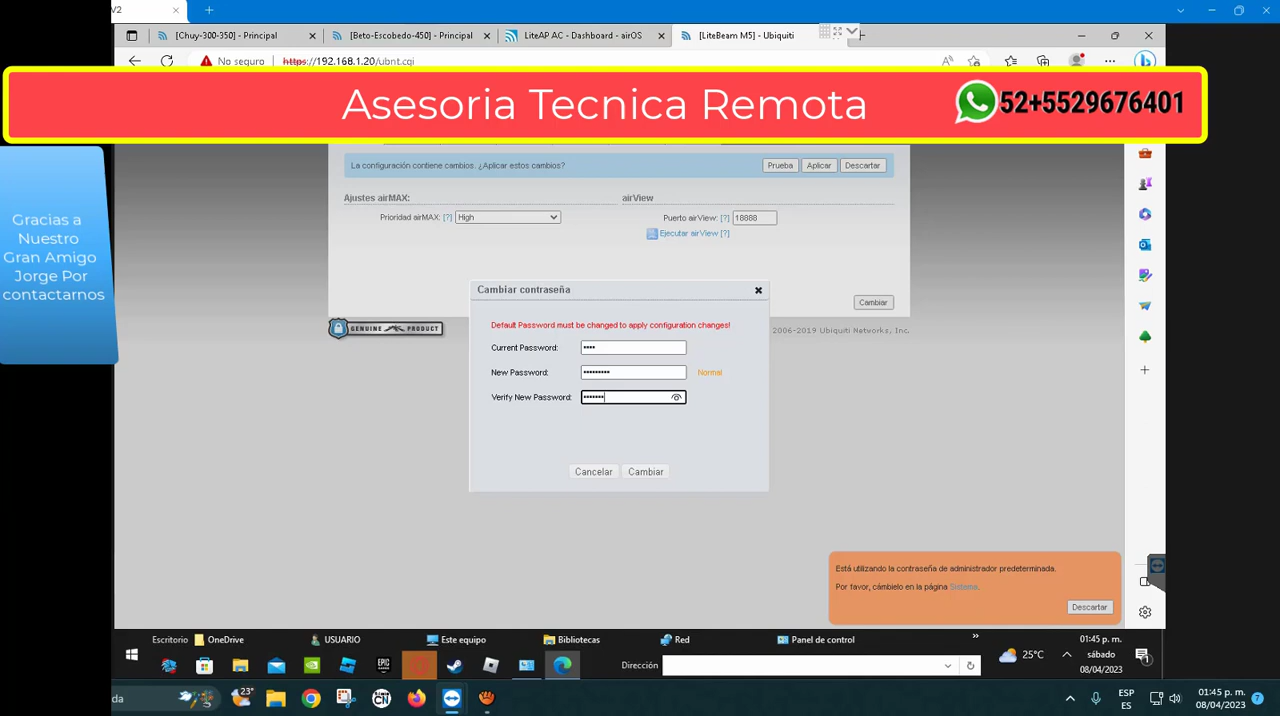 V2
[Chuy-300-350] - Principal
[Beto-Escobedo-450] - Principal
LiteAP AC - Dashboard - airOS
[LiteBeam M5] - Ubiquiti
No seguro
https://192.168.1.20/ubnt.cgi
Asesoria Tecnica Remota
52+5529676401
Gracias a
Nuestro
Gran Amigo
Jorge Por
contactarnos
La configuración contiene cambios. ¿Aplicar estos cambios?
Prueba
Aplicar
Descartar
Ajustes airMAX:
airView
Prioridad airMAX: [?]
High
Puerto airView: [?]
18888
Ejecutar airView [?]
Cambiar
GENUINE PRODUCT
2006-2019 Ubiquiti Networks, Inc.
Cambiar contraseña
Default Password must be changed to apply configuration changes!
Current Password:
New Password:
Normal
Verify New Password:
Cancelar
Cambiar
Está utilizando la contraseña de administrador predeterminada.
Por favor, cámbielo en la página Sistema.
Descartar
Escritorio
OneDrive
USUARIO
Este equipo
Bibliotecas
Red
Panel de control
01:45 p. m.
sábado
08/04/2023
25°C
Dirección
EPIC
da
23°
ESP
ES
01:45 p. m.
08/04/2023